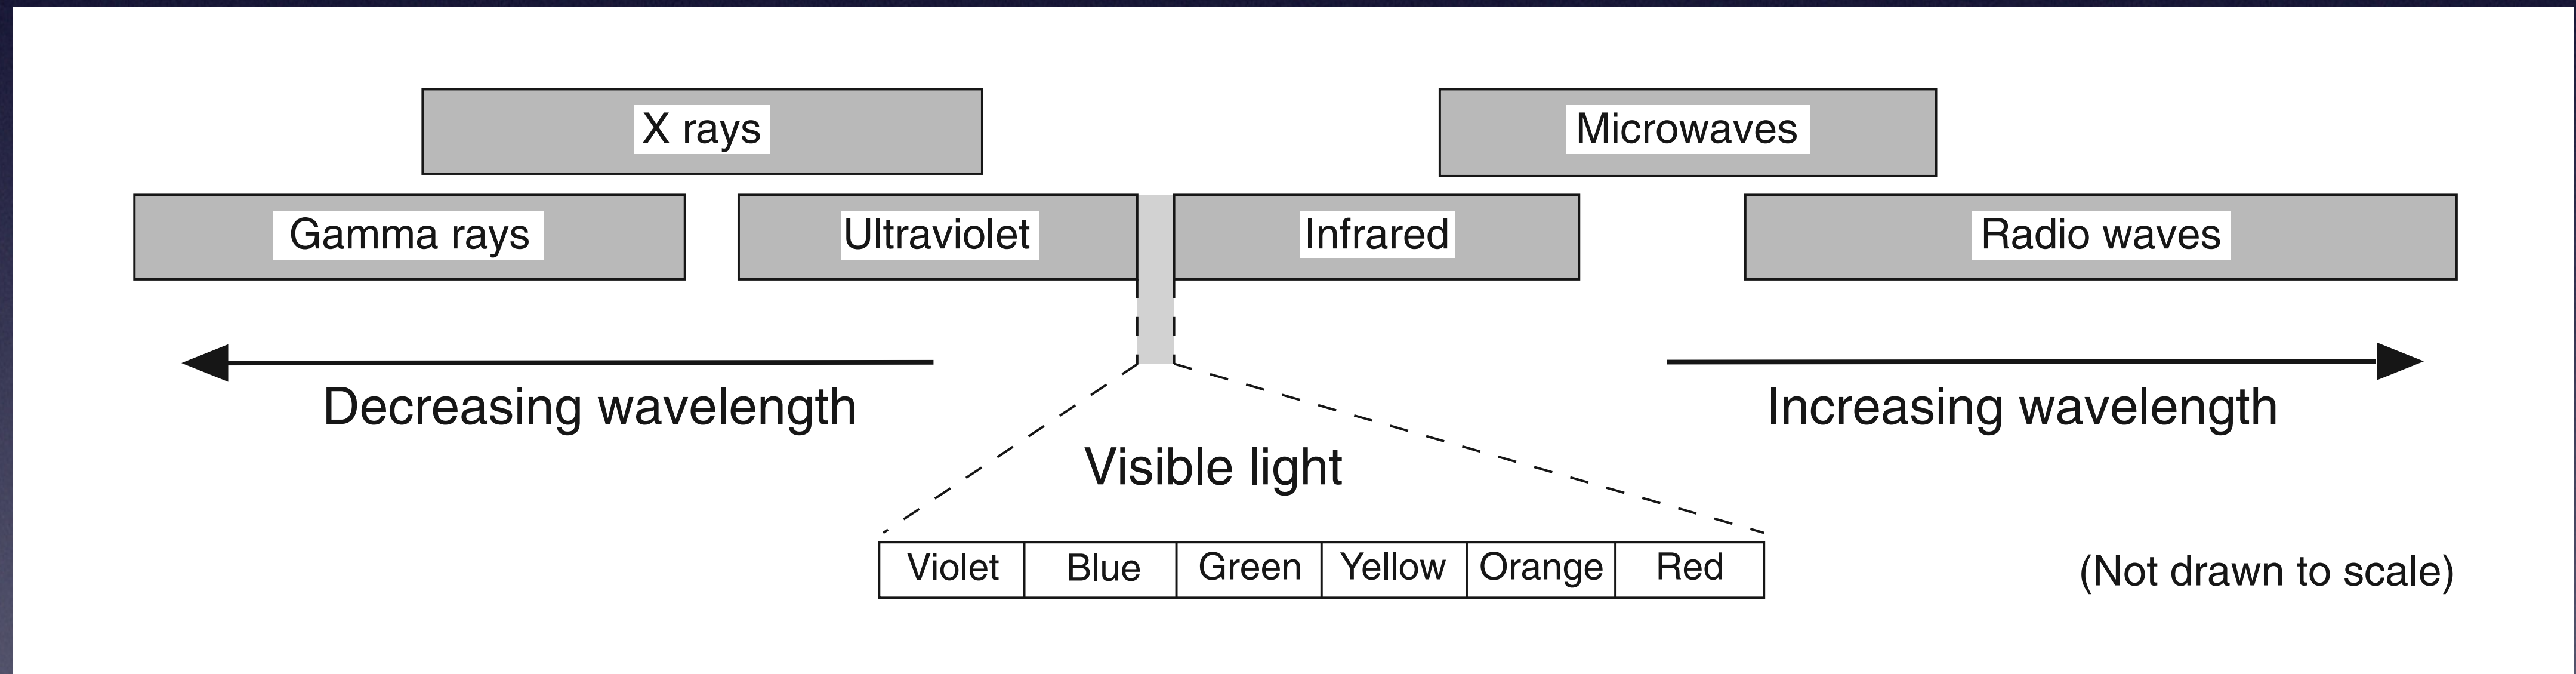 X rays
Microwaves
Gamma rays
Ultraviolet
Infrared
Radio waves
Decreasing wavelength
Increasing wavelength
Visible light
Violet Blue Green Yellow Orange Red
(Not drawn to scale)